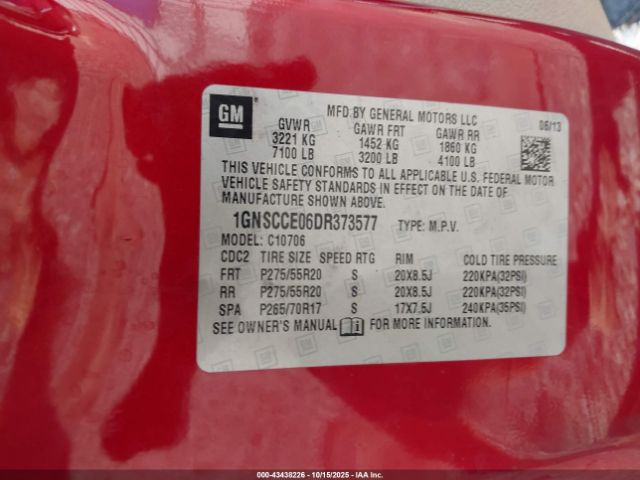 GM
MFD BY GENERAL MOTORS LLC 06/13
GVWR GAWR FRT GAWR RR
3221 KG 1452 KG 1860 KG
7100 LB 3200 LB 4100 LB
THIS VEHICLE CONFORMS TO ALL APPLICABLE U.S. FEDERAL MOTOR
VEHICLE SAFETY STANDARDS IN EFFECT ON THE DATE OF
MANUFACTURE SHOWN ABOVE.
1GNSCCE06DR373577 TYPE: M.P.V.
MODEL: C10706
CDC2 TIRE SIZE SPEED RTG RIM COLD TIRE PRESSURE
FRT P275/55R20 S 20X8.5J 220KPA(32PSI)
RR P275/55R20 S 20X8.5J 220KPA(32PSI)
SPA P265/70R17 S 17X7.5J 240KPA(35PSI)
SEE OWNER'S MANUAL FOR MORE INFORMATION.
000-43438226 - 10/15/2025 - IAAI.com